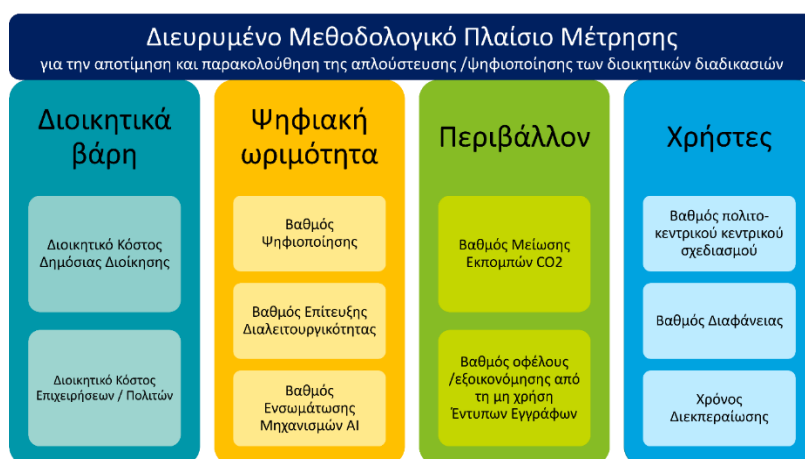 Διευρυμένο Μεθοδολογικό Πλαίσιο Μέτρησης
για την αποτίμηση και παρακολούθηση της απλούστευσης /ψηφιοποίησης των διοικητικών διαδικασιών
Διοικητικά
βάρη
Διοικητικό Κόστος
Δημόσιας Διοίκησης
Διοικητικό Κόστος
Επιχειρήσεων / Πολιτών
Ψηφιακή
ωριμότητα
Βαθμός
Ψηφιοποίησης
Βαθμός Επίτευξης
Διαλειτουργικότητας
Βαθμός
Ενσωμάτωσης
Μηχανισμών AI
Περιβάλλον
Βαθμός Μείωσης
Εκπομπών CO2
Βαθμός οφέλους
/εξοικονόμησης από
τη μη χρήση
Έντυπων Εγγράφων
Χρήστες
Βαθμός πολιτο-
κεντρικού κεντρικού
σχεδιασμού
Βαθμός Διαφάνειας
Χρόνος
Διεκπεραίωσης